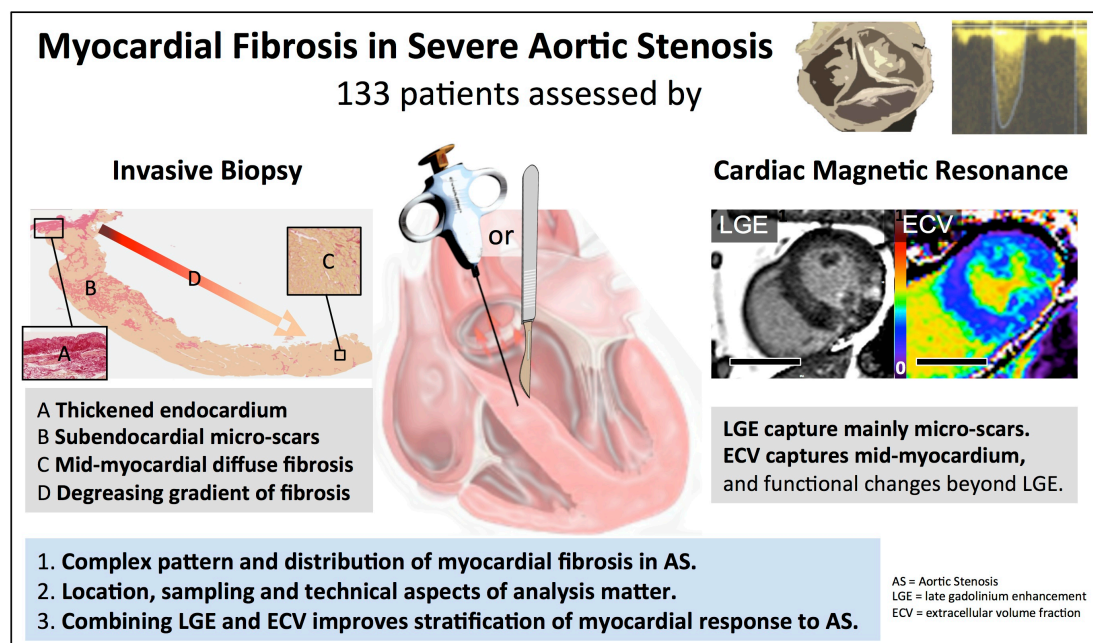 Myocardial Fibrosis in Severe Aortic Stenosis
133 patients assessed by
Invasive Biopsy
A
B
C
D
A Thickened endocardium
B Subendocardial micro-scars
C Mid-myocardial diffuse fibrosis
D Degreasing gradient of fibrosis
or
Cardiac Magnetic Resonance
LGE
1
ECV
1
0
LGE capture mainly micro-scars.
ECV captures mid-myocardium,
and functional changes beyond LGE.
1. Complex pattern and distribution of myocardial fibrosis in AS.
2. Location, sampling and technical aspects of analysis matter.
3. Combining LGE and ECV improves stratification of myocardial response to AS.
AS = Aortic Stenosis
LGE = late gadolinium enhancement
ECV = extracellular volume fraction